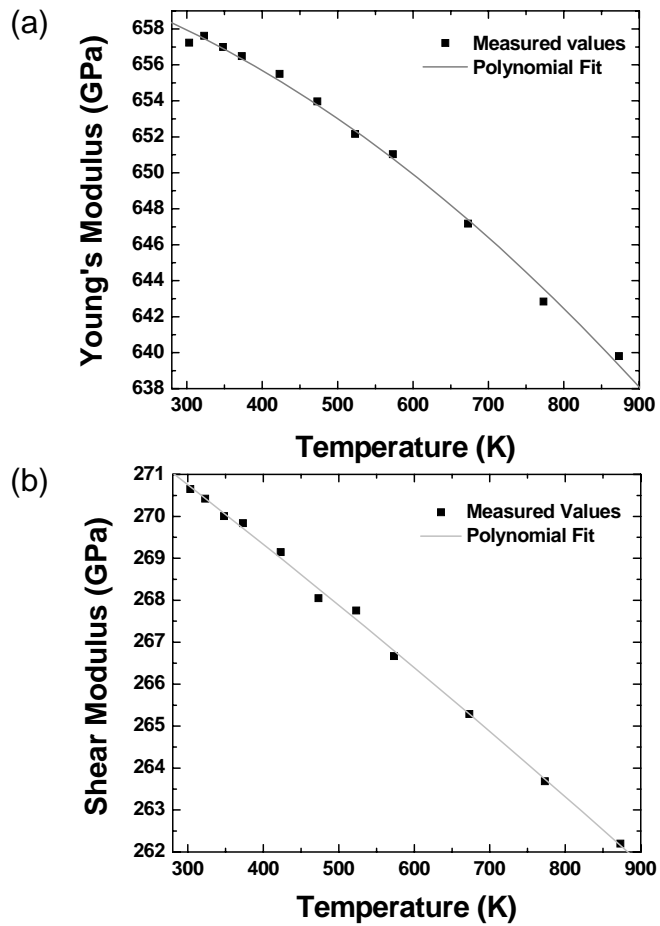 (a)
Young's Modulus (GPa)
658
656
654
652
650
648
646
644
642
640
638
Measured values
Polynomial Fit
300 400 500 600 700 800 900
Temperature (K)
(b)
Shear Modulus (GPa)
271
270
269
268
267
266
265
264
263
262
Measured Values
Polynomial Fit
300 400 500 600 700 800 900
Temperature (K)